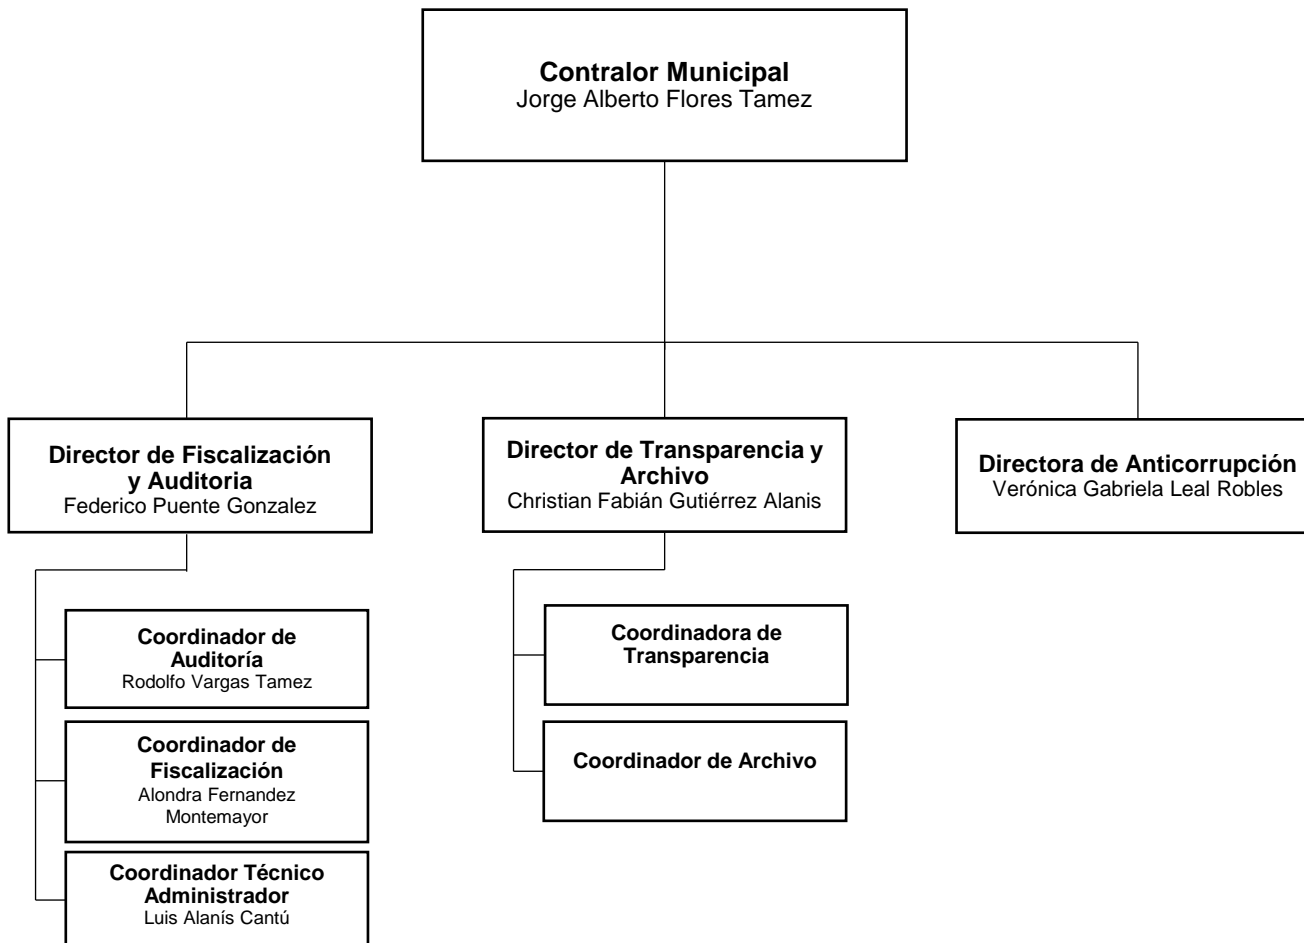 Contralor Municipal
Jorge Alberto Flores Tamez
Director de Fiscalización
y Auditoria
Federico Puente Gonzalez
Director de Transparencia y
Archivo
Christian Fabián Gutiérrez Alanis
Directora de Anticorrupción
Verónica Gabriela Leal Robles
Coordinador de
Auditoría
Rodolfo Vargas Tamez
Coordinador de
Fiscalización
Alondra Fernandez
Montemayor
Coordinador Técnico
Administrador
Luis Alanís Cantú
Coordinadora de
Transparencia
Coordinador de Archivo